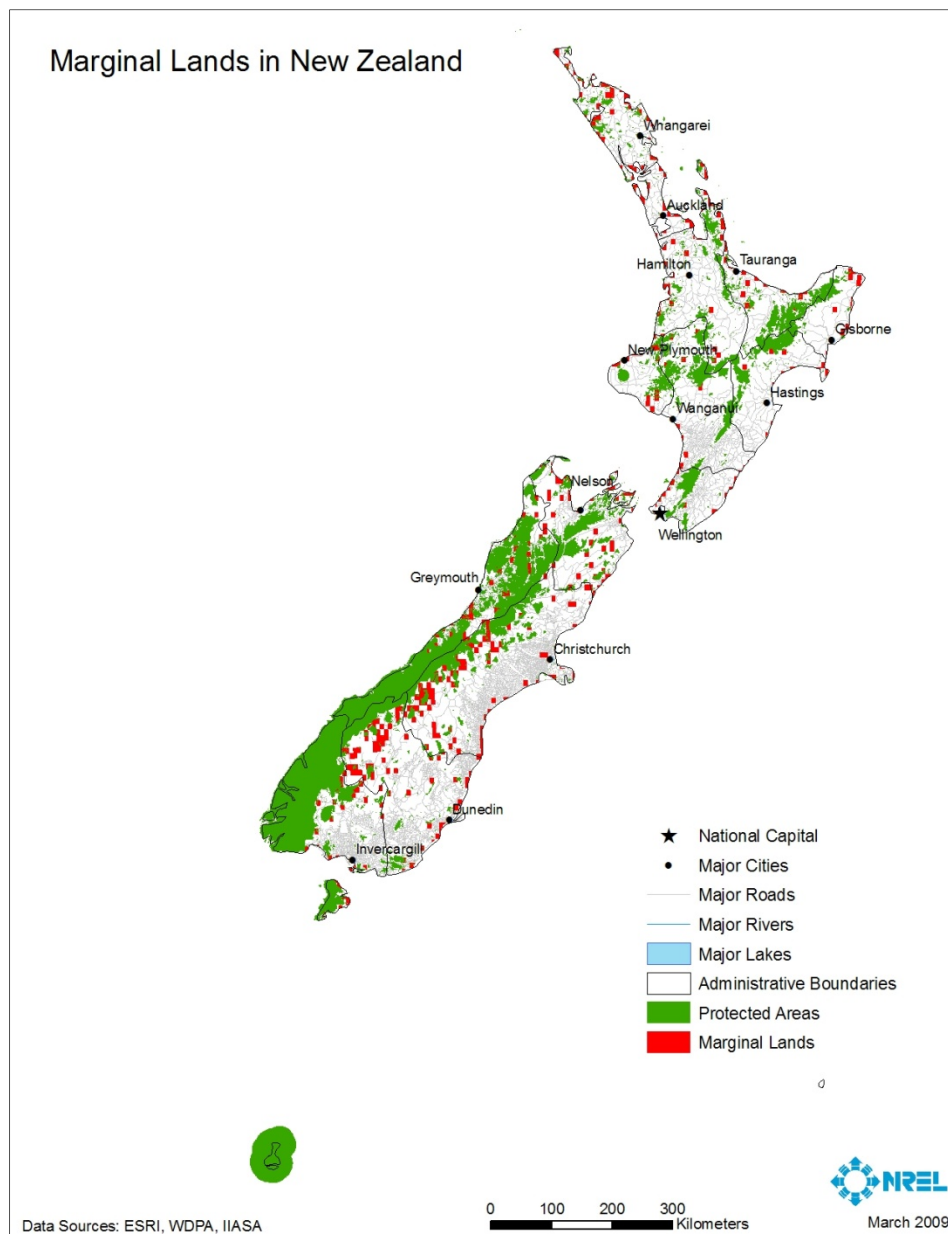 Marginal Lands in New Zealand
Whangarei
Auckland
Hamilton
Tauranga
Gisborne
New Plymouth
Hastings
Wanganui
Nelson
Wellington
Greymouth
Christchurch
Dunedin
Invercargill
National Capital
Major Cities
Major Roads
Major Rivers
Major Lakes
Administrative Boundaries
Protected Areas
Marginal Lands
NREL
0 100 200 300
Kilometers
Data Sources: ESRI, WDPA, IIASA
March 2009